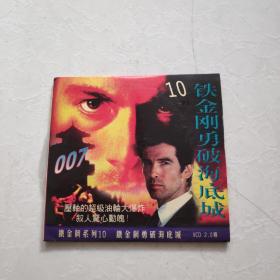 10
铁金刚勇破海底城
007
壓軸的超級油輪大爆炸
叔人驚心動魄!
鐵金剛系列10 鐵金剛勇破海底城
VCD 2.0版